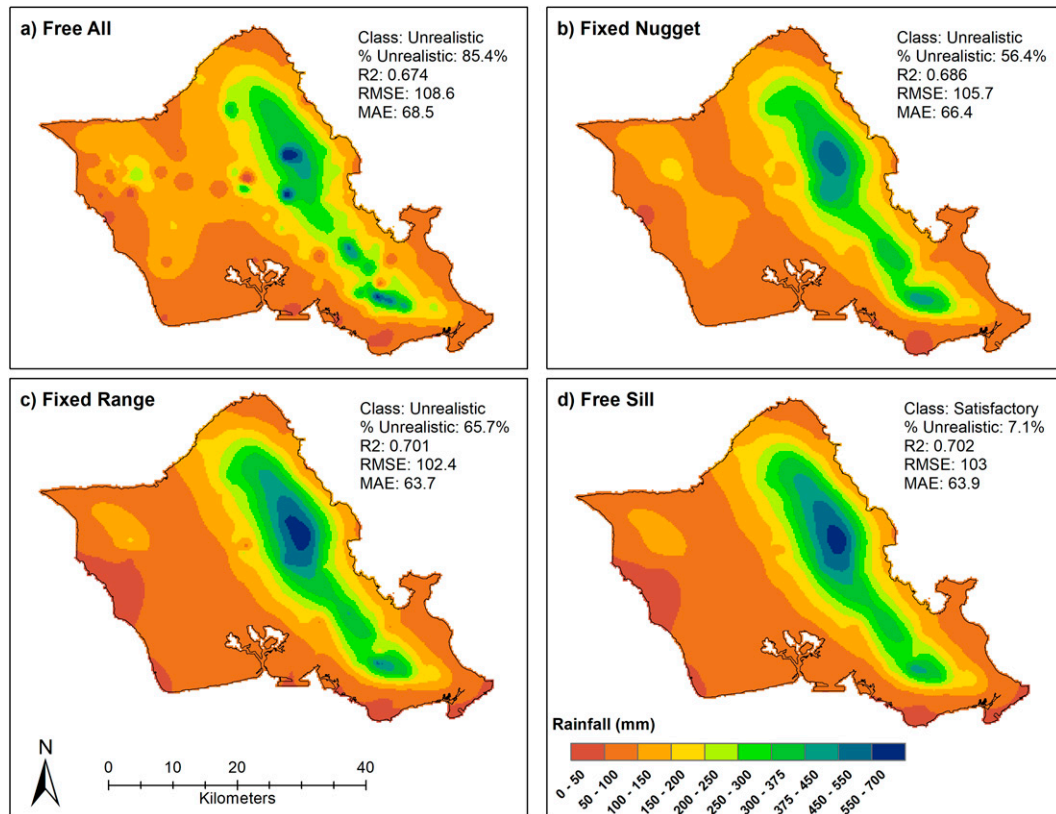 a) Free All
Class: Unrealistic
% Unrealistic: 85.4%
R2: 0.674
RMSE: 108.6
MAE: 68.5
b) Fixed Nugget
Class: Unrealistic
% Unrealistic: 56.4%
R2: 0.686
RMSE: 105.7
MAE: 66.4
c) Fixed Range
Class: Unrealistic
% Unrealistic: 65.7%
R2: 0.701
RMSE: 102.4
MAE: 63.7
N
0 10 20 40
Kilometers
d) Free Sill
Class: Satisfactory
% Unrealistic: 7.1%
R2: 0.702
RMSE: 103
MAE: 63.9
Rainfall (mm)
0 - 50
50 - 100
100 - 150
150 - 200
200 - 250
250 - 300
300 - 375
375 - 450
450 - 550
550 - 700